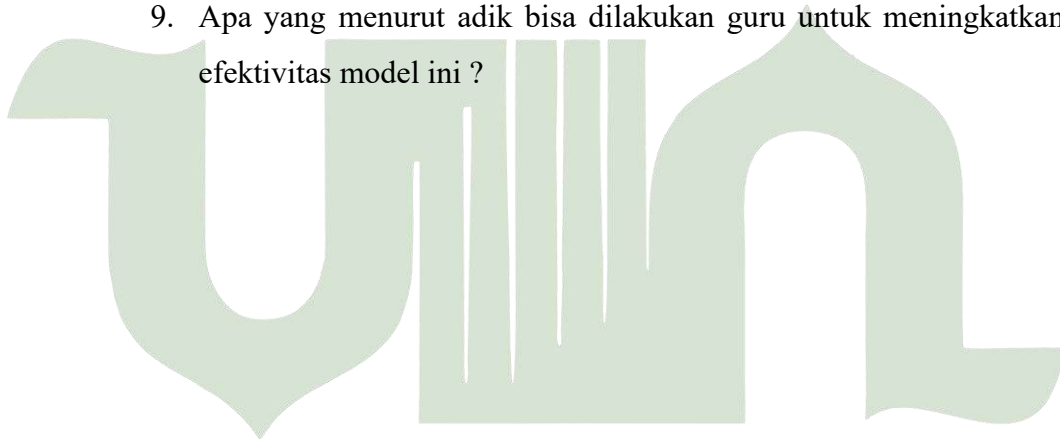 9. Apa yang menurut adik bisa dilakukan guru untuk meningkatkan
efektivitas model ini ?